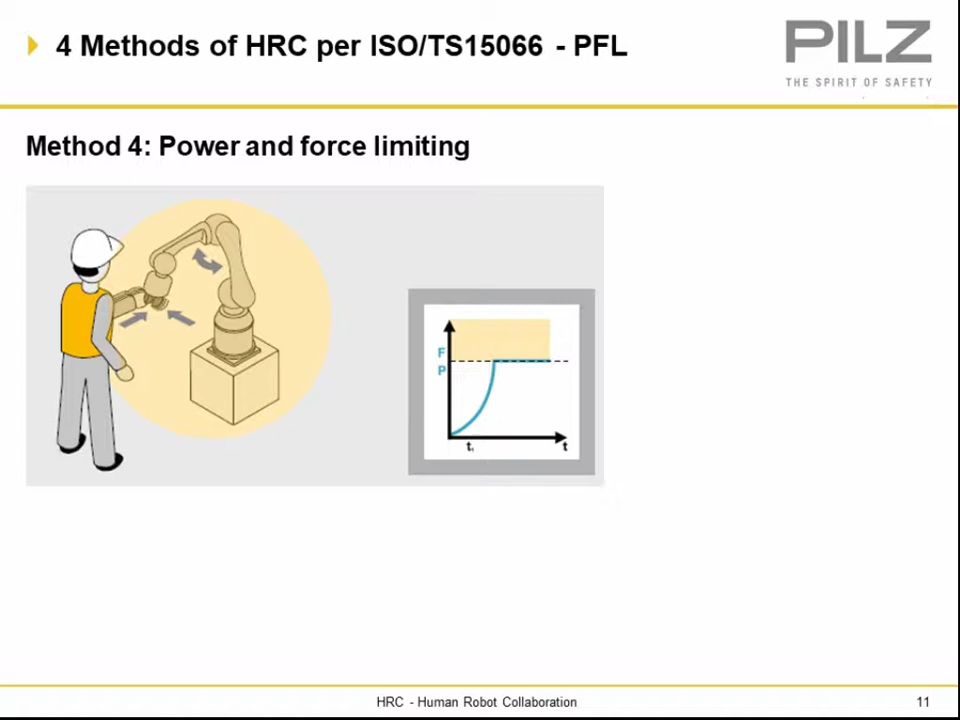 4 Methods of HRC per ISO/TS15066 - PFL
PILZ
THE SPIRIT OF SAFETY
Method 4: Power and force limiting
F
P
t₁
t
HRC - Human Robot Collaboration
11